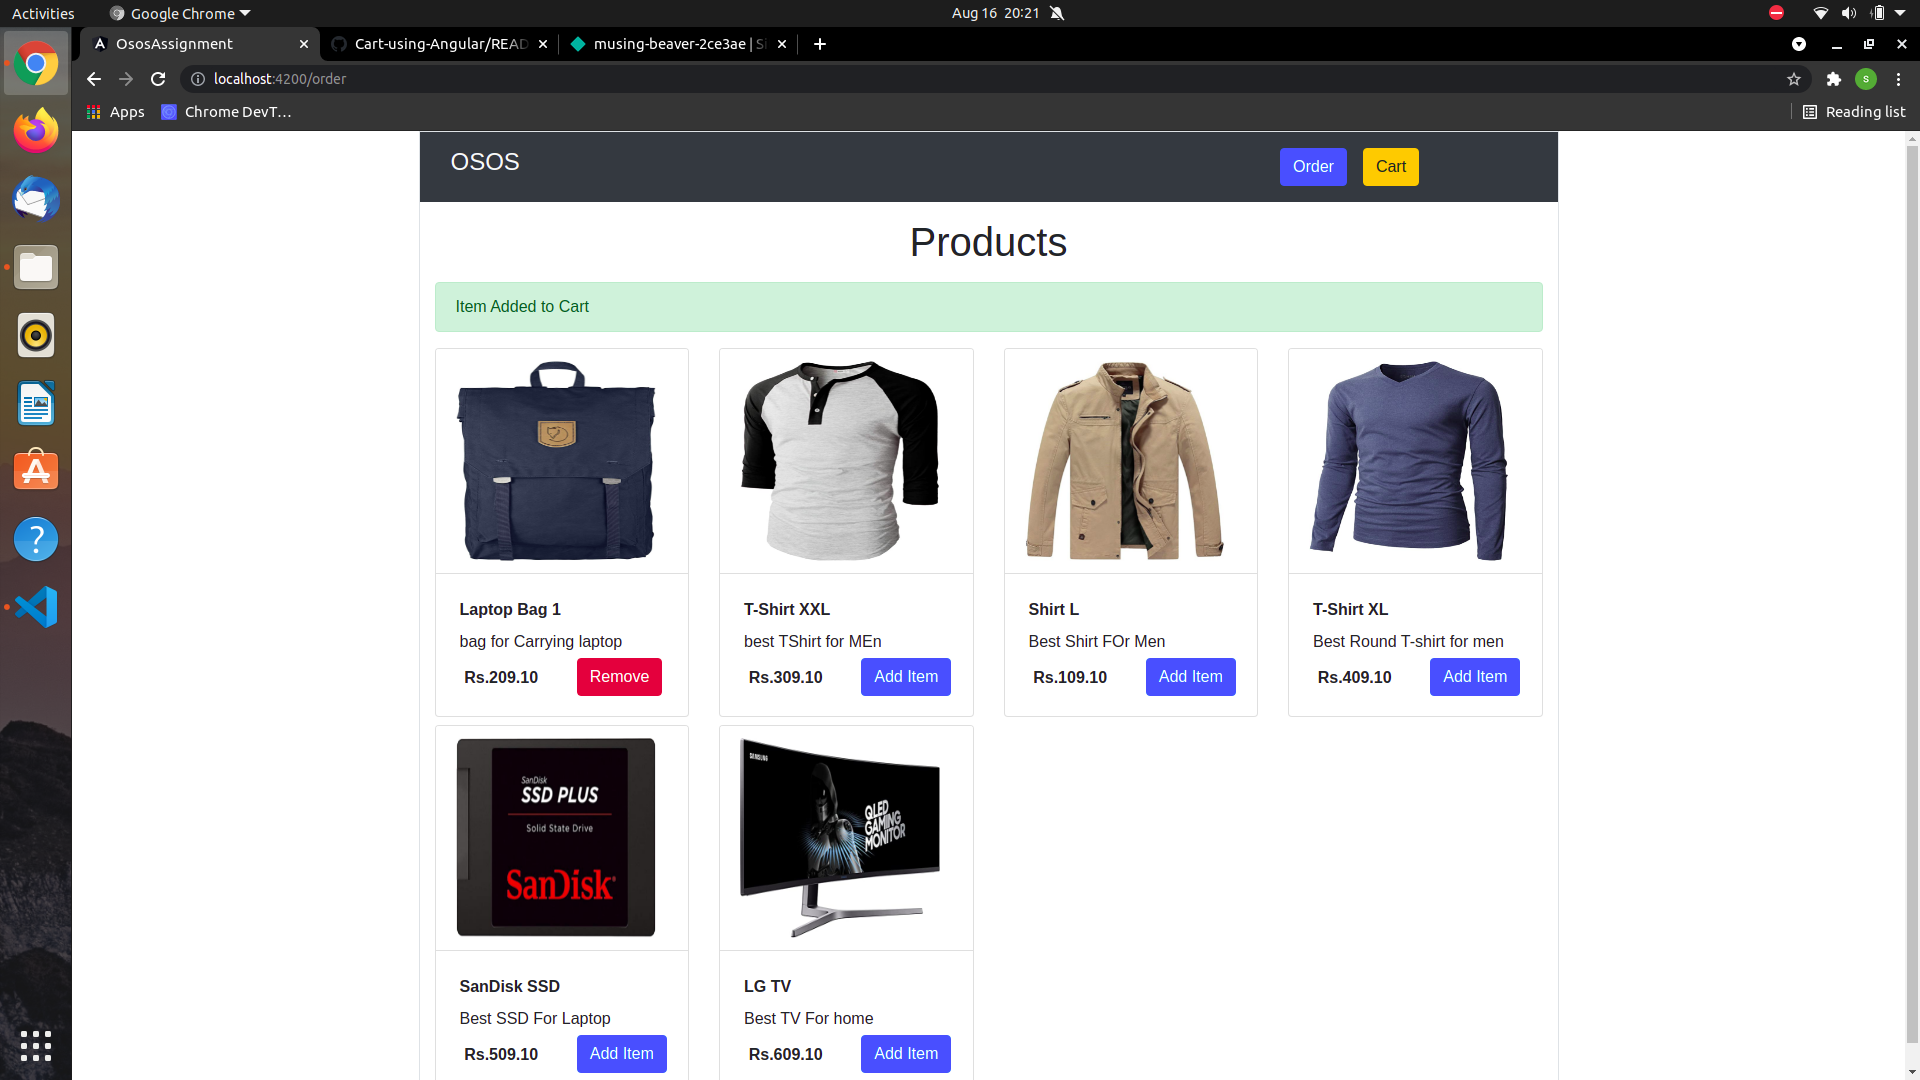 Activities
Google Chrome
Aug 16 20:21
OsosAssignment
Cart-using-Angular/READ
musing-beaver-2ce3ae | Si
localhost:4200/order
S
Apps
Chrome DevT…
Reading list
OSOS
Order
Cart
Products
Item Added to Cart
Laptop Bag 1
bag for Carrying laptop
Rs.209.10
Remove
T-Shirt XXL
best TShirt for MEn
Rs.309.10
Add Item
Shirt L
Best Shirt FOr Men
Rs.109.10
Add Item
T-Shirt XL
Best Round T-shirt for men
Rs.409.10
Add Item
SanDisk
SSD PLUS
Solid State Drive
SanDisk
SAMSUNG
QLED
GAMING
MONITOR
SanDisk SSD
Best SSD For Laptop
Rs.509.10
Add Item
LG TV
Best TV For home
Rs.609.10
Add Item